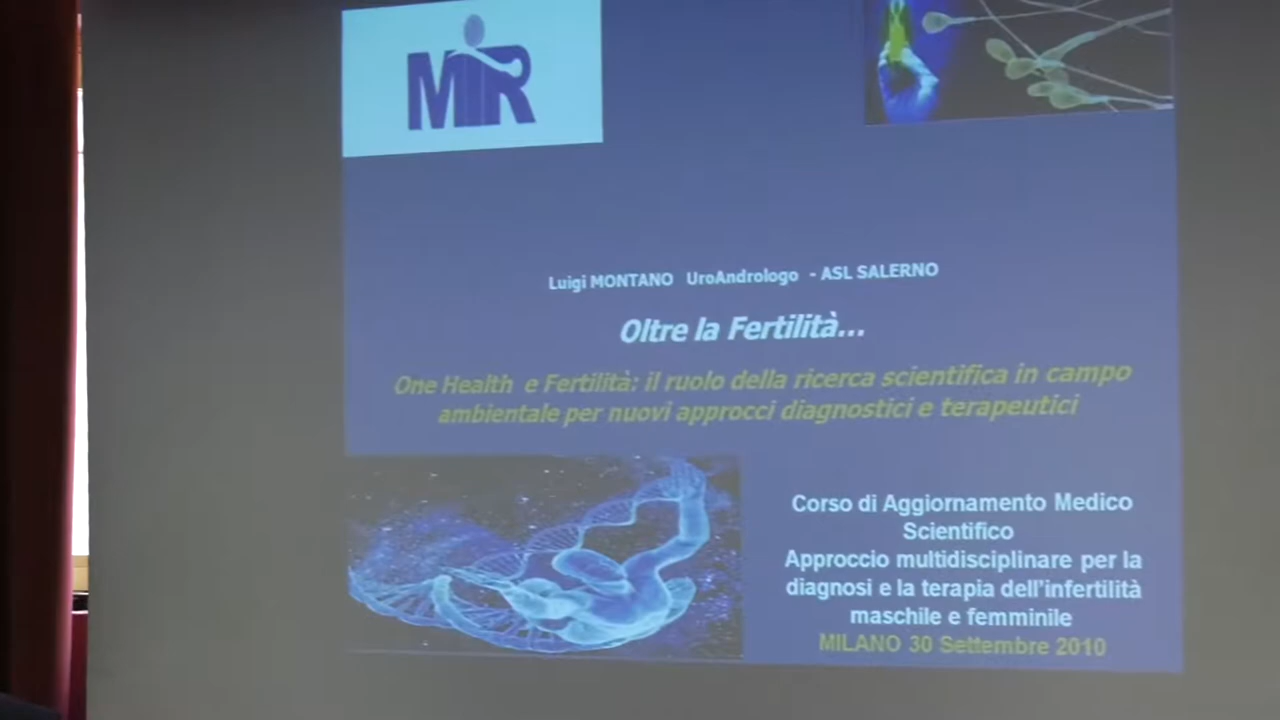 MIR
Luigi MONTANO UroAndrologo - ASL SALERNO
Oltre la Fertilità...
One Health e Fertilità: il ruolo della ricerca scientifica in campo
ambientale per nuovi approcci diagnostici e terapeutici
Corso di Aggiornamento Medico
Scientifico
Approccio multidisciplinare per la
diagnosi e la terapia dell'infertilità
maschile e femminile
MILANO 30 Settembre 2010